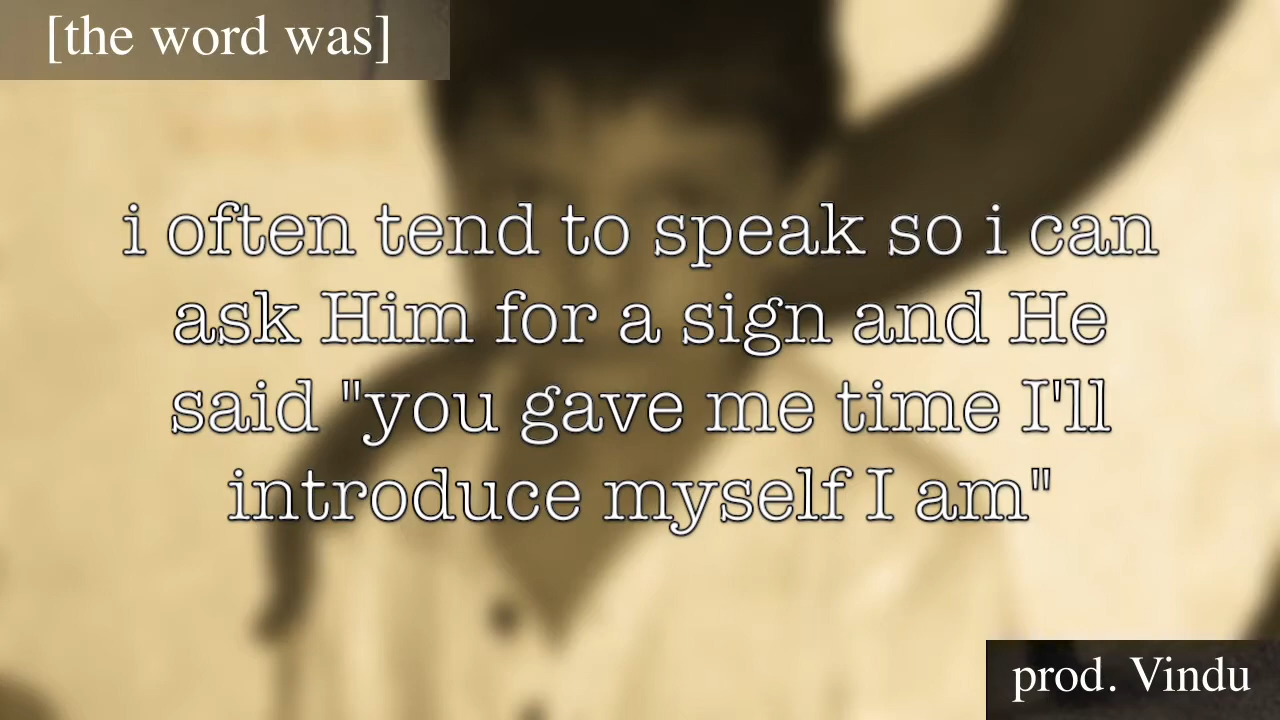 [the word was]
i often tend to speak so i can
ask Him for a sign and He
said "you gave me time I'll
introduce myself I am"
prod. Vindu